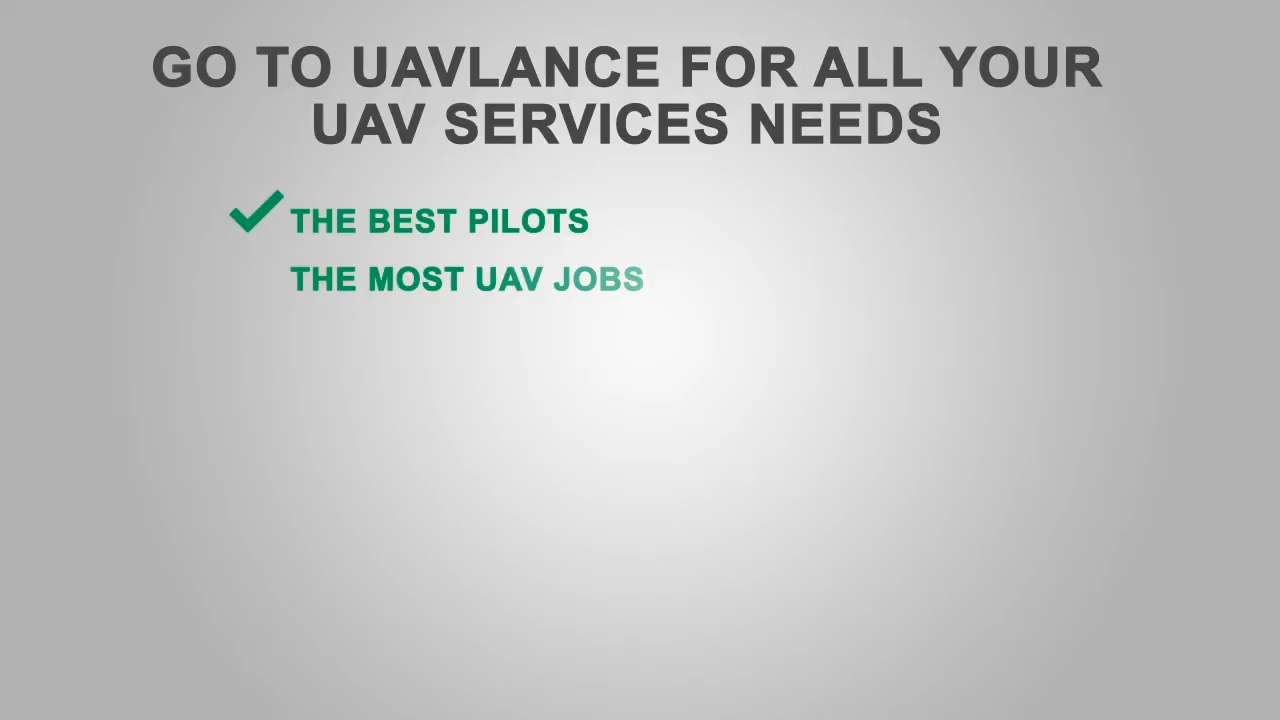 GO TO UAVLANCE FOR ALL YOUR
UAV SERVICES NEEDS
THE BEST PILOTS
THE MOST UAV JOBS